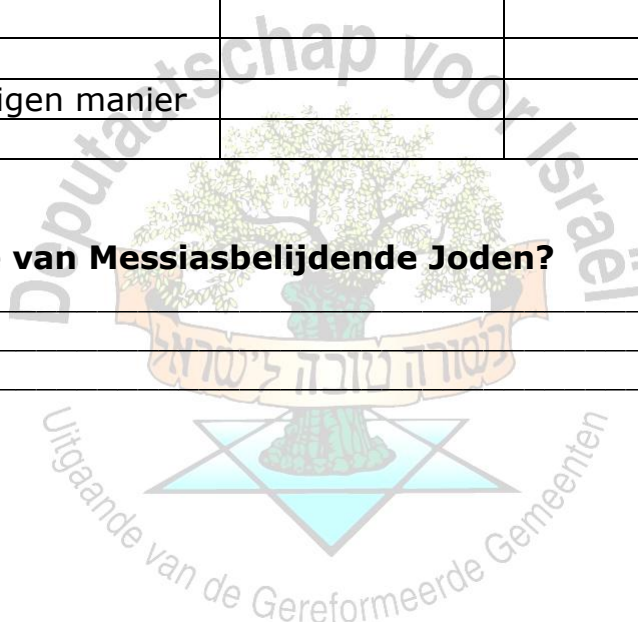 Deputaatschap voor Israël
igen manier
van Messiasbelijdende Joden?
בשורה טובה לישראל
Uitgaande van de Gereformeerde Gemeenten